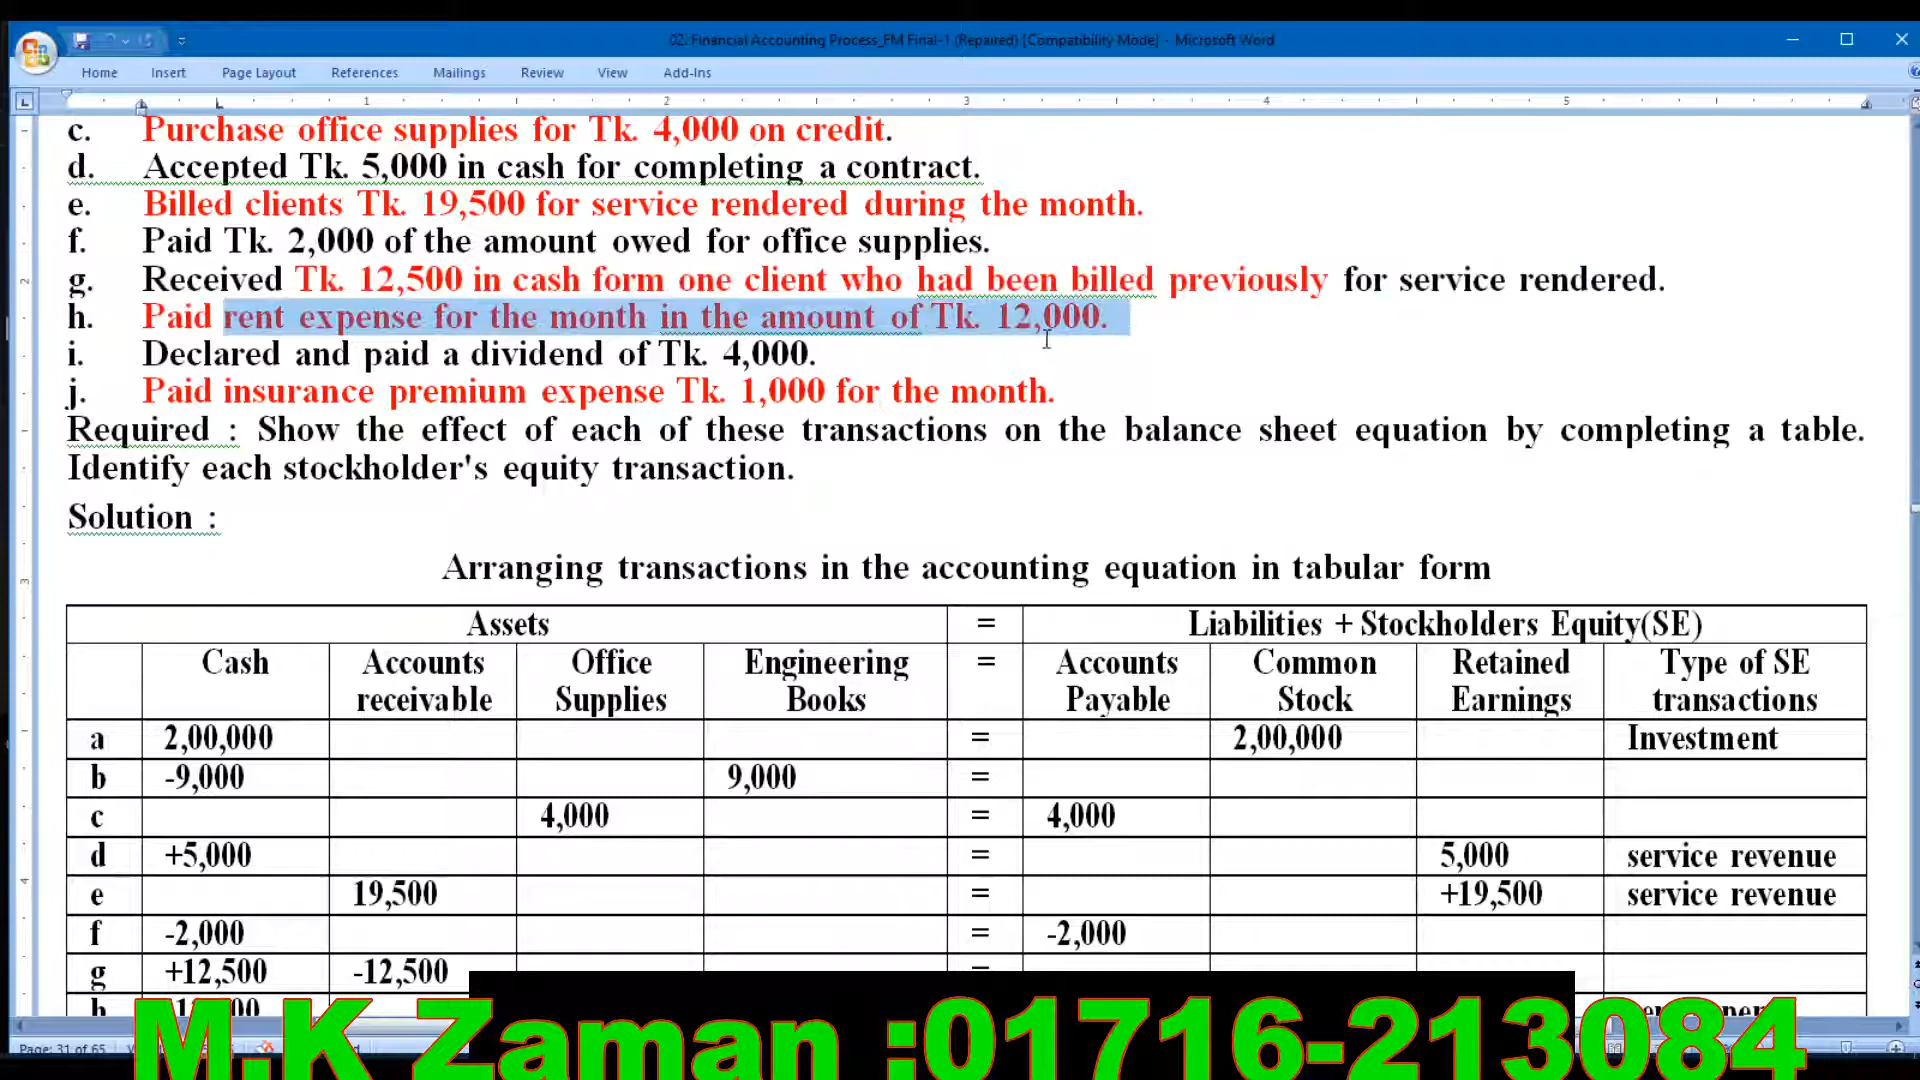 02. Financial Accounting Process_FM Final-1 (Repaired) [Compatibility Mode] - Microsoft Word
Home Insert Page Layout References Mailings Review View Add-Ins
1 2 3 4 5
c. Purchase office supplies for Tk. 4,000 on credit.
d. Accepted Tk. 5,000 in cash for completing a contract.
e. Billed clients Tk. 19,500 for service rendered during the month.
f. Paid Tk. 2,000 of the amount owed for office supplies.
g. Received Tk. 12,500 in cash form one client who had been billed previously for service rendered.
h. Paid rent expense for the month in the amount of Tk. 12,000.
i. Declared and paid a dividend of Tk. 4,000.
j. Paid insurance premium expense Tk. 1,000 for the month.
Required : Show the effect of each of these transactions on the balance sheet equation by completing a table.
Identify each stockholder's equity transaction.
Solution :
Arranging transactions in the accounting equation in tabular form
Assets = Liabilities + Stockholders Equity(SE)
Cash Accounts Office Engineering = Accounts Common Retained Type of SE
receivable Supplies Books Payable Stock Earnings transactions
a 2,00,000 = 2,00,000 Investment
b -9,000 9,000 =
c 4,000 = 4,000
d +5,000 = 5,000 service revenue
e 19,500 = +19,500 service revenue
f -2,000 = -2,000
g +12,500 -12,500 =
h
Page: 31 of 65
M.K Zaman :01716-213084